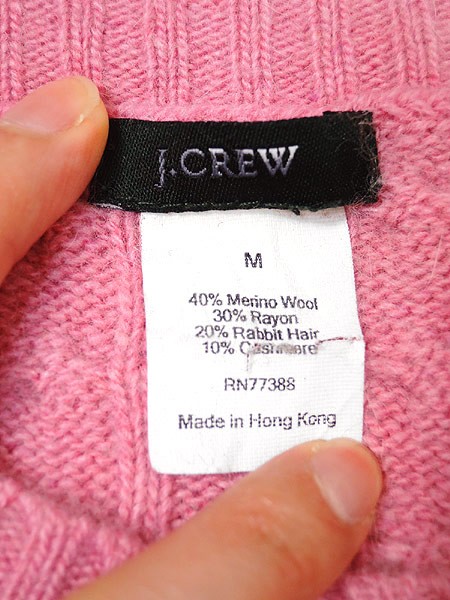 J.CREW
M
40% Merino Wool
30% Rayon
20% Rabbit Hair
10% Cashmere
RN77388
Made in Hong Kong